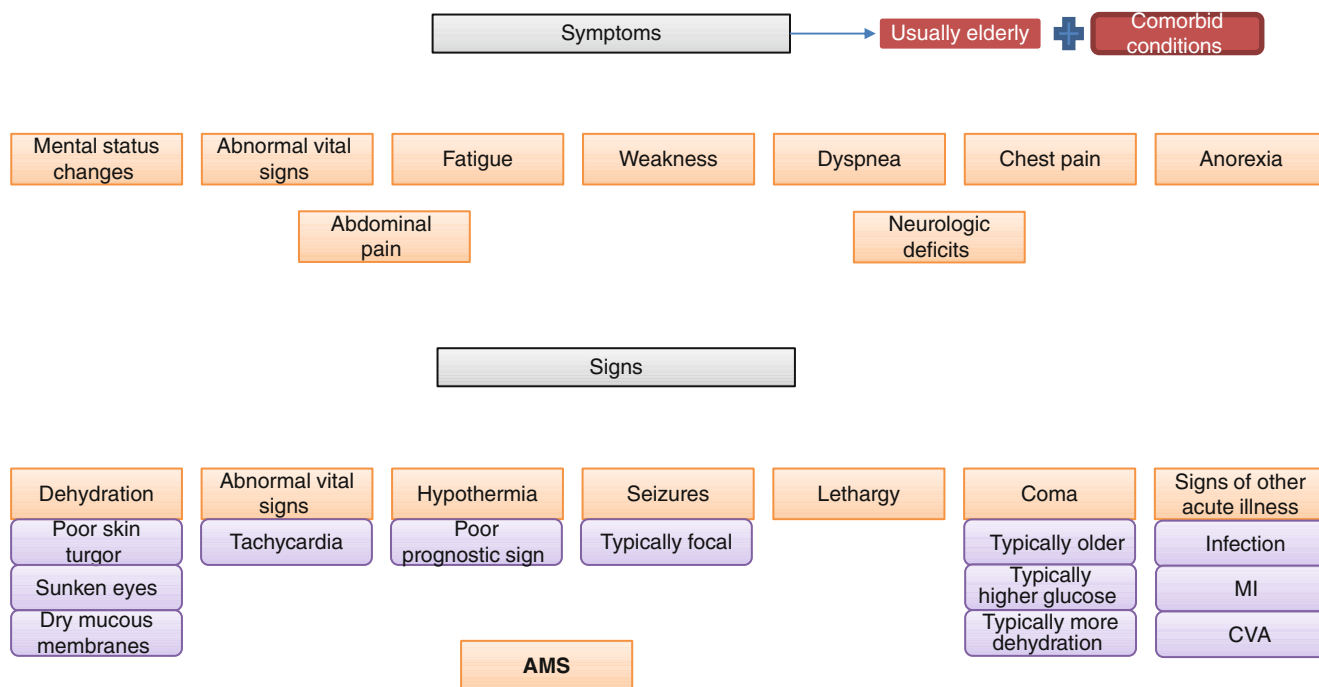 Symptoms
Usually elderly
Comorbid
conditions
Mental status
changes
Abnormal vital
signs
Fatigue
Weakness
Dyspnea
Chest pain
Anorexia
Abdominal
pain
Neurologic
deficits
Signs
Dehydration
Poor skin
turgor
Sunken eyes
Dry mucous
membranes
Abnormal vital
signs
Tachycardia
Hypothermia
Poor
prognostic sign
Seizures
Typically focal
Lethargy
Coma
Typically older
Typically
higher glucose
Typically more
dehydration
Signs of other
acute illness
Infection
MI
CVA
AMS